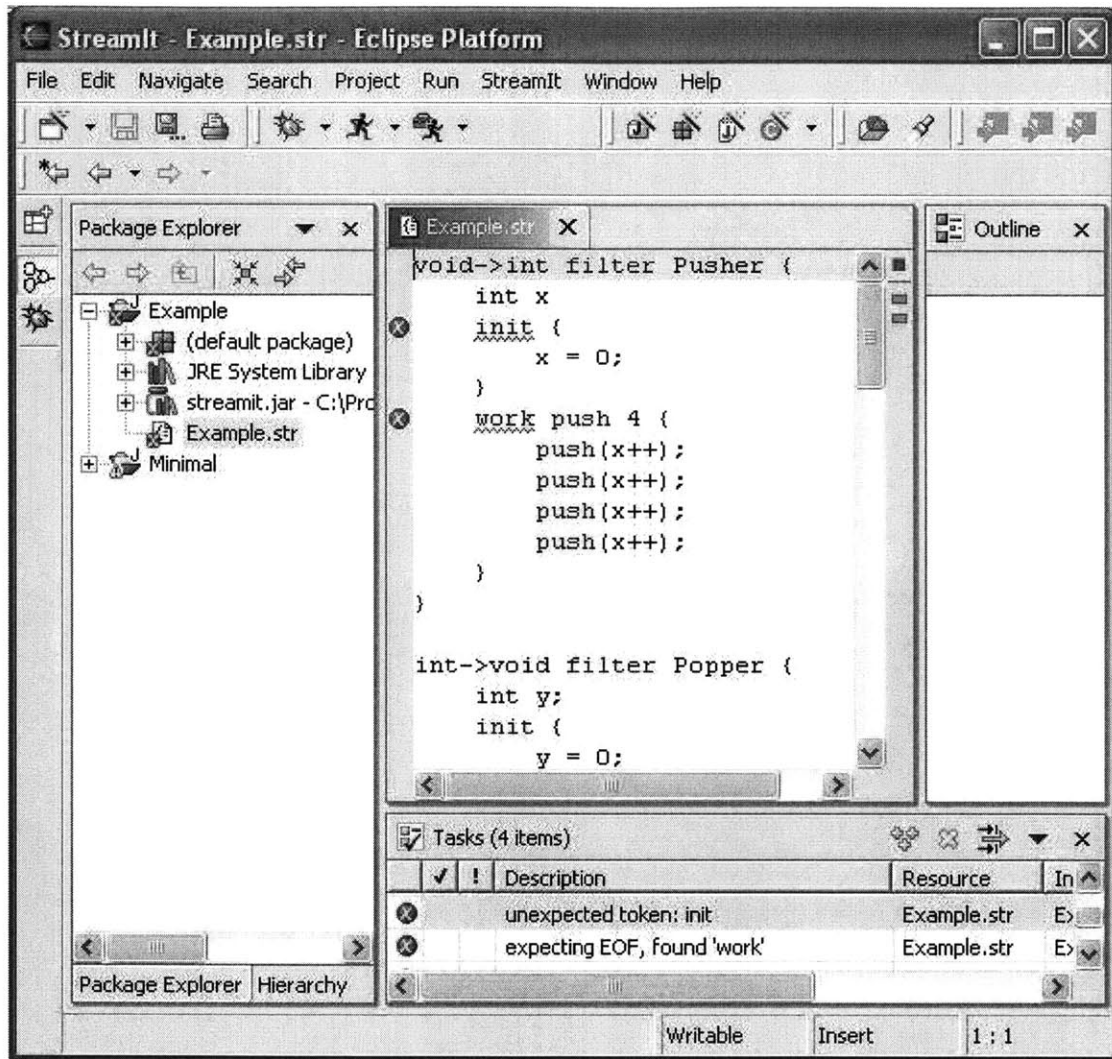 StreamIt - Example.str - Eclipse Platform
File Edit Navigate Search Project Run StreamIt Window Help
Package Explorer
Example
(default package)
JRE System Library
streamit.jar - C:\Pro
Example.str
Minimal
Package Explorer Hierarchy
Example.str
void->int filter Pusher {
int x
init {
x = 0;
}
work push 4 {
push(x++);
push(x++);
push(x++);
push(x++);
}
}
int->void filter Popper {
int y;
init {
y = 0;
Outline
Tasks (4 items)
! Description Resource In
unexpected token: init Example.str Ex
expecting EOF, found 'work' Example.str Ex
Writable Insert 1 : 1